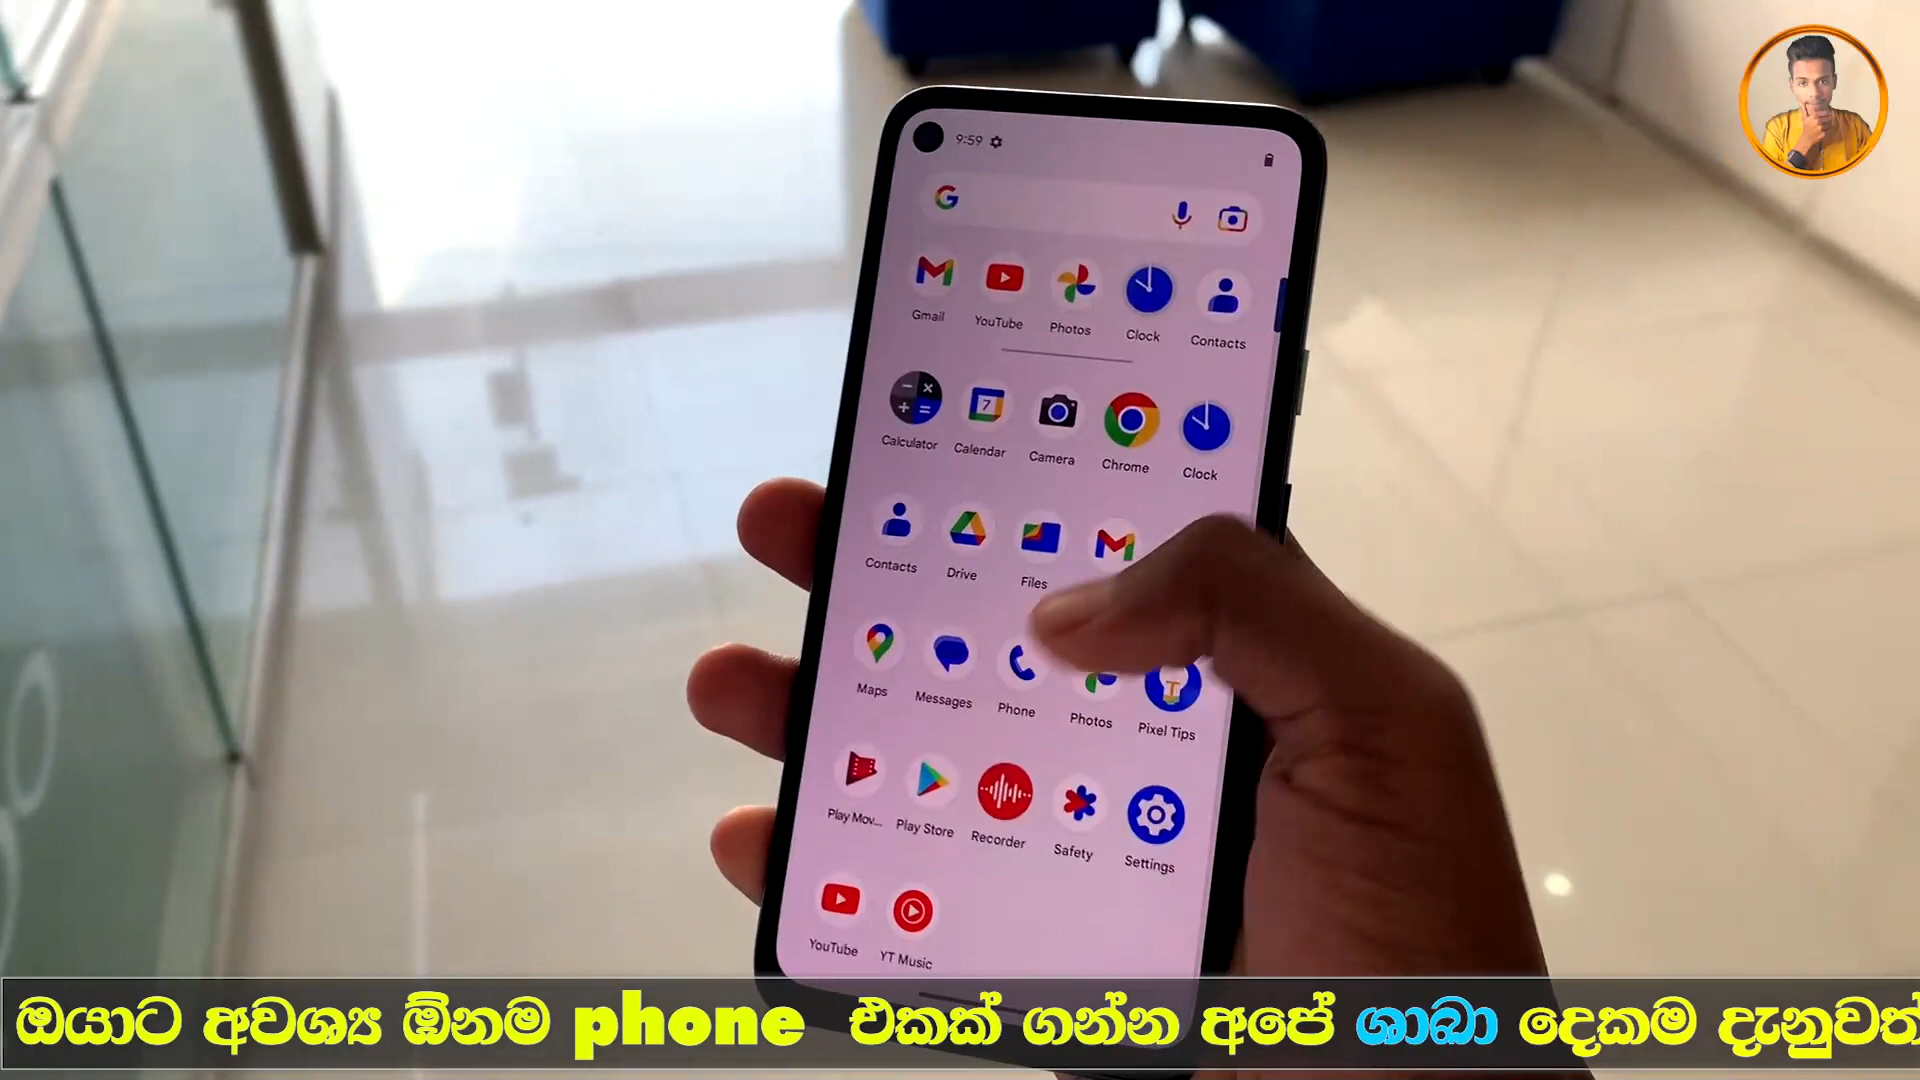 9:59
Gmail YouTube Photos Clock Contacts
Calculator Calendar Camera Chrome Clock
Contacts Drive Files
Maps Messages Phone Photos Pixel Tips
Play Mov... Play Store Recorder Safety Settings
YouTube YT Music
ඔයාට අවශ්‍ය ඕනම phone එකක් ගන්න අපේ ශාඛා දෙකම දැනුවත්